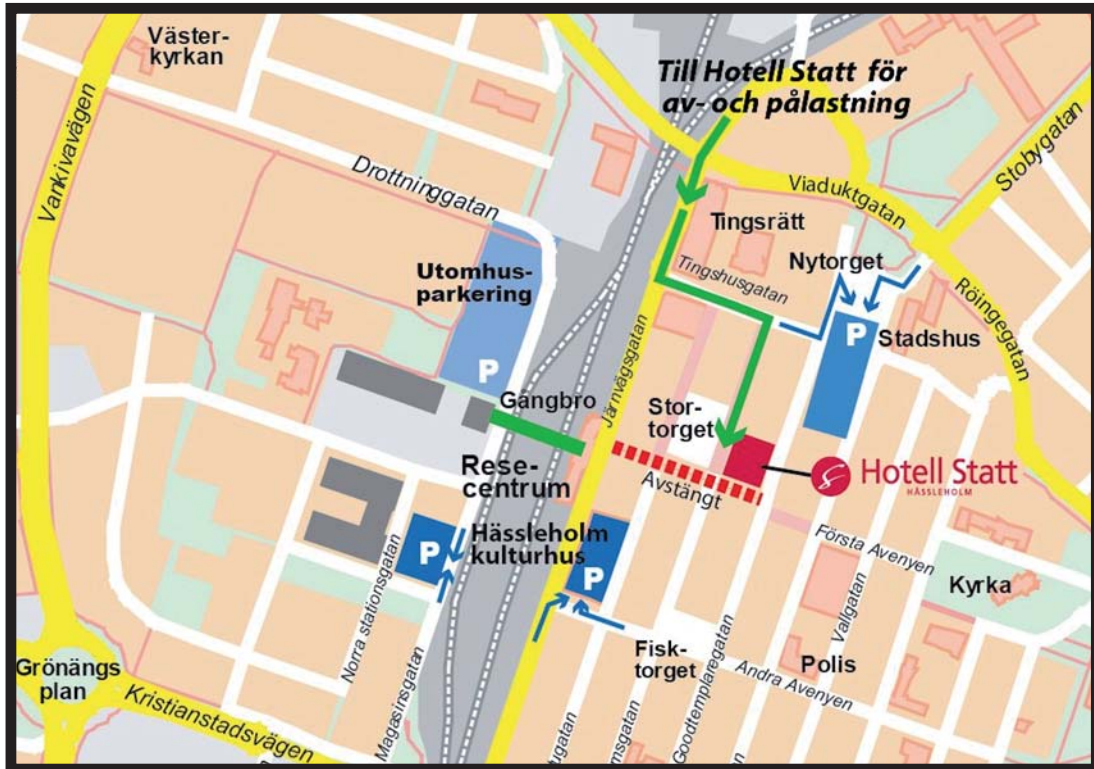 Väster-
kyrkan
Till Hotell Statt för
av- och pålastning
Vankivavägen
Drottninggatan
Viaduktgatan
Stobygatan
Tingsrätt
Tingshusgatan
Nytorget
Röingegatan
Utomhus-
parkering
P
P
Stadshus
Gångbro
Järnvägsgatan
Stor-
torget
Rese-
centrum
Avstängt
Hotell Statt
HÄSSLEHOLM
Hässleholm
kulturhus
P
P
Första Avenyen
Kyrka
Vallgatan
Norra stationsgatan
Magasinsgatan
Fisk-
torget
Polis
Andra Avenyen
Goodtemplaregatan
Grönängs
plan
Kristianstadsvägen
msgatan
tugatan